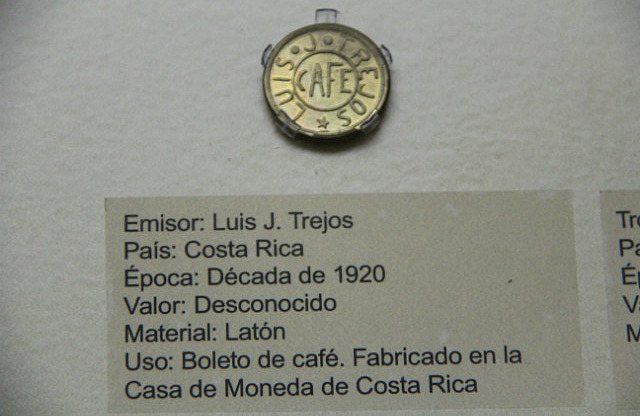 LUIS • J • TREJOS
CAFE
Emisor: Luis J. Trejos
País: Costa Rica
Época: Década de 1920
Valor: Desconocido
Material: Latón
Uso: Boleto de café. Fabricado en la
Casa de Moneda de Costa Rica